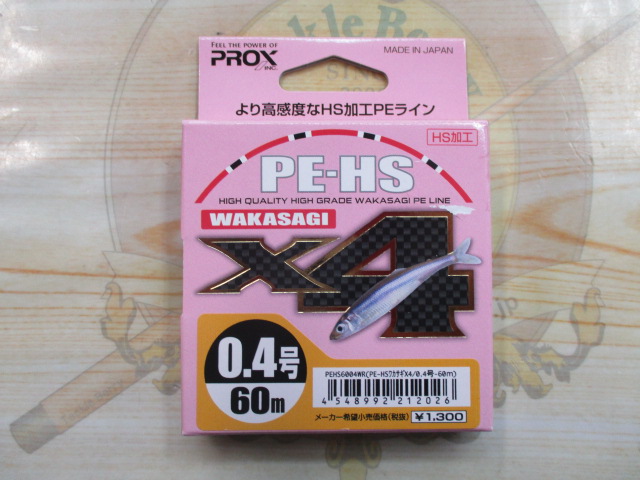 FEEL THE POWER OF
PROX INC.
MADE IN JAPAN
より高感度なHS加工PEライン
HS加工
PE-HS
HIGH QUALITY HIGH GRADE WAKASAGI PE LINE
WAKASAGI
X4
0.4号
60m
PEHS6004WR(PE-HSワカサギX4/0.4号-60m)
4548992212026
メーカー希望小売価格(税抜) ¥1,300